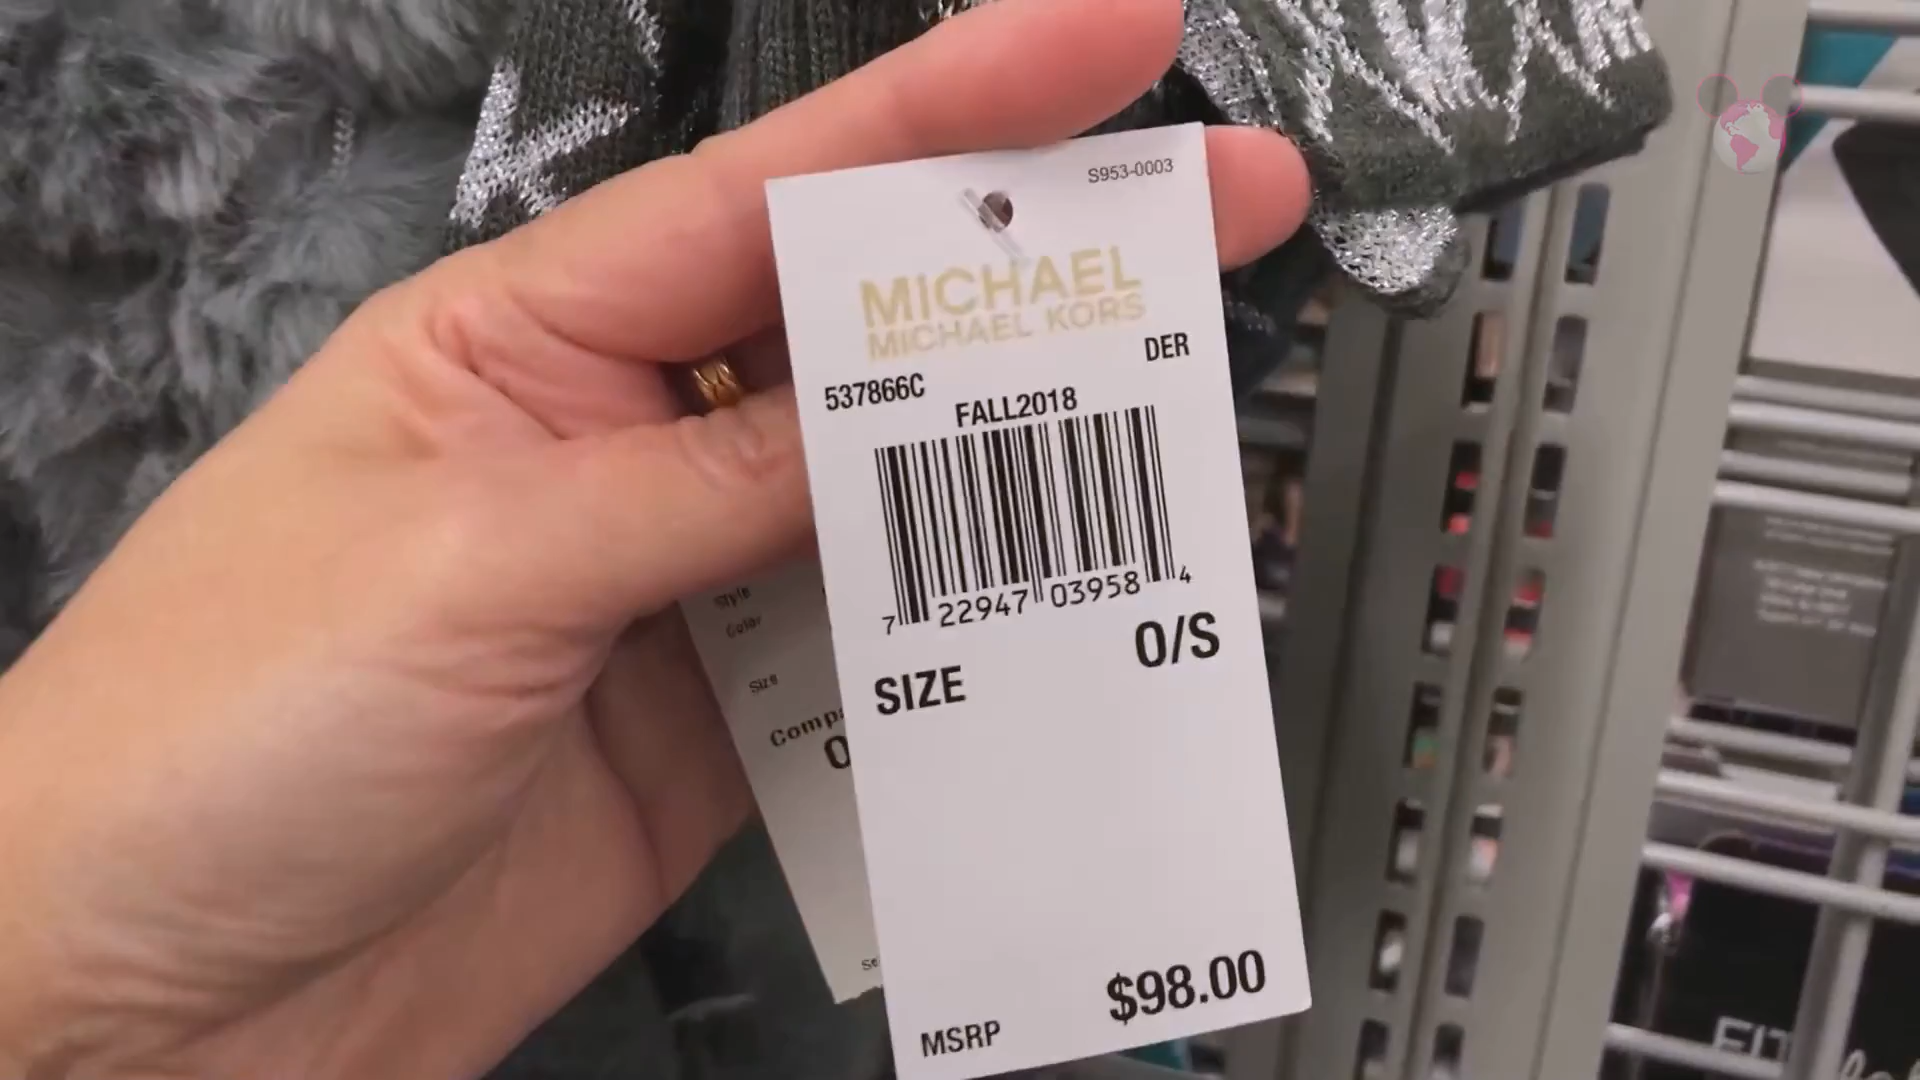 S953-0003
MICHAEL
MICHAEL KORS
DER
537866C
FALL2018
7 22947 03958 4
SIZE O/S
MSRP $98.00
Style
Color
Size
Comp
FIT